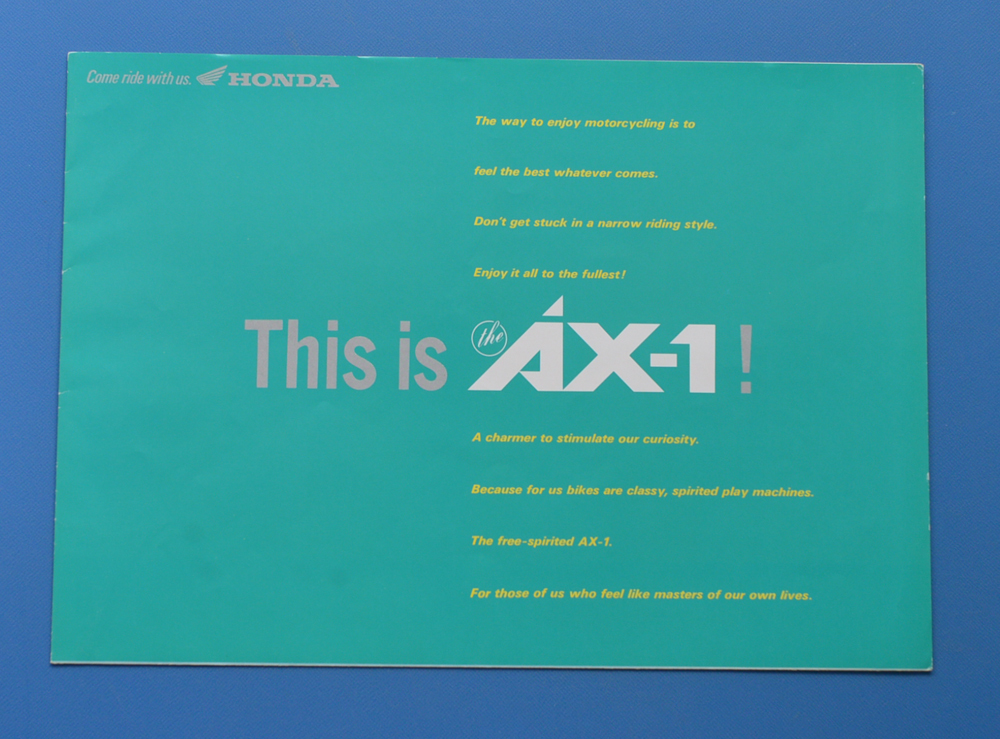 Come ride with us. HONDA
The way to enjoy motorcycling is to
feel the best whatever comes.
Don't get stuck in a narrow riding style.
Enjoy it all to the fullest!
This is the AX-1!
A charmer to stimulate our curiosity.
Because for us bikes are classy, spirited play machines.
The free-spirited AX-1.
For those of us who feel like masters of our own lives.